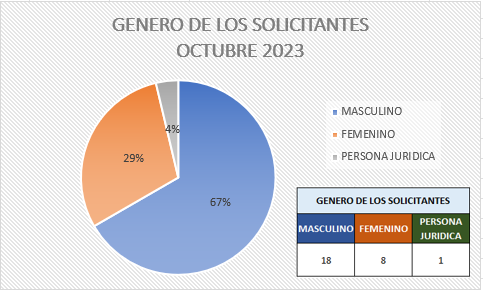 GENERO DE LOS SOLICITANTES
OCTUBRE 2023
4%
29%
67%
MASCULINO
FEMENINO
PERSONA JURIDICA
GENERO DE LOS SOLICITANTES
MASCULINO FEMENINO PERSONA JURIDICA
18 8 1